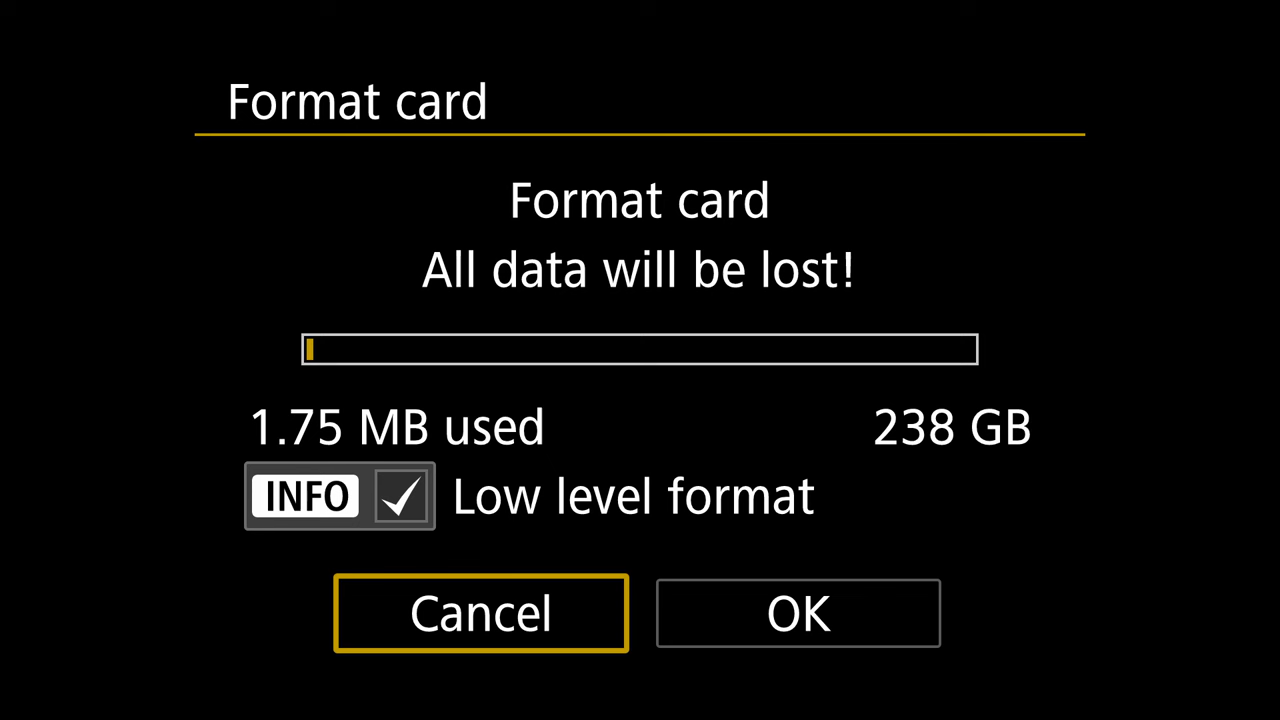 Format card
Format card
All data will be lost!
1.75 MB used 238 GB
INFO Low level format
Cancel OK